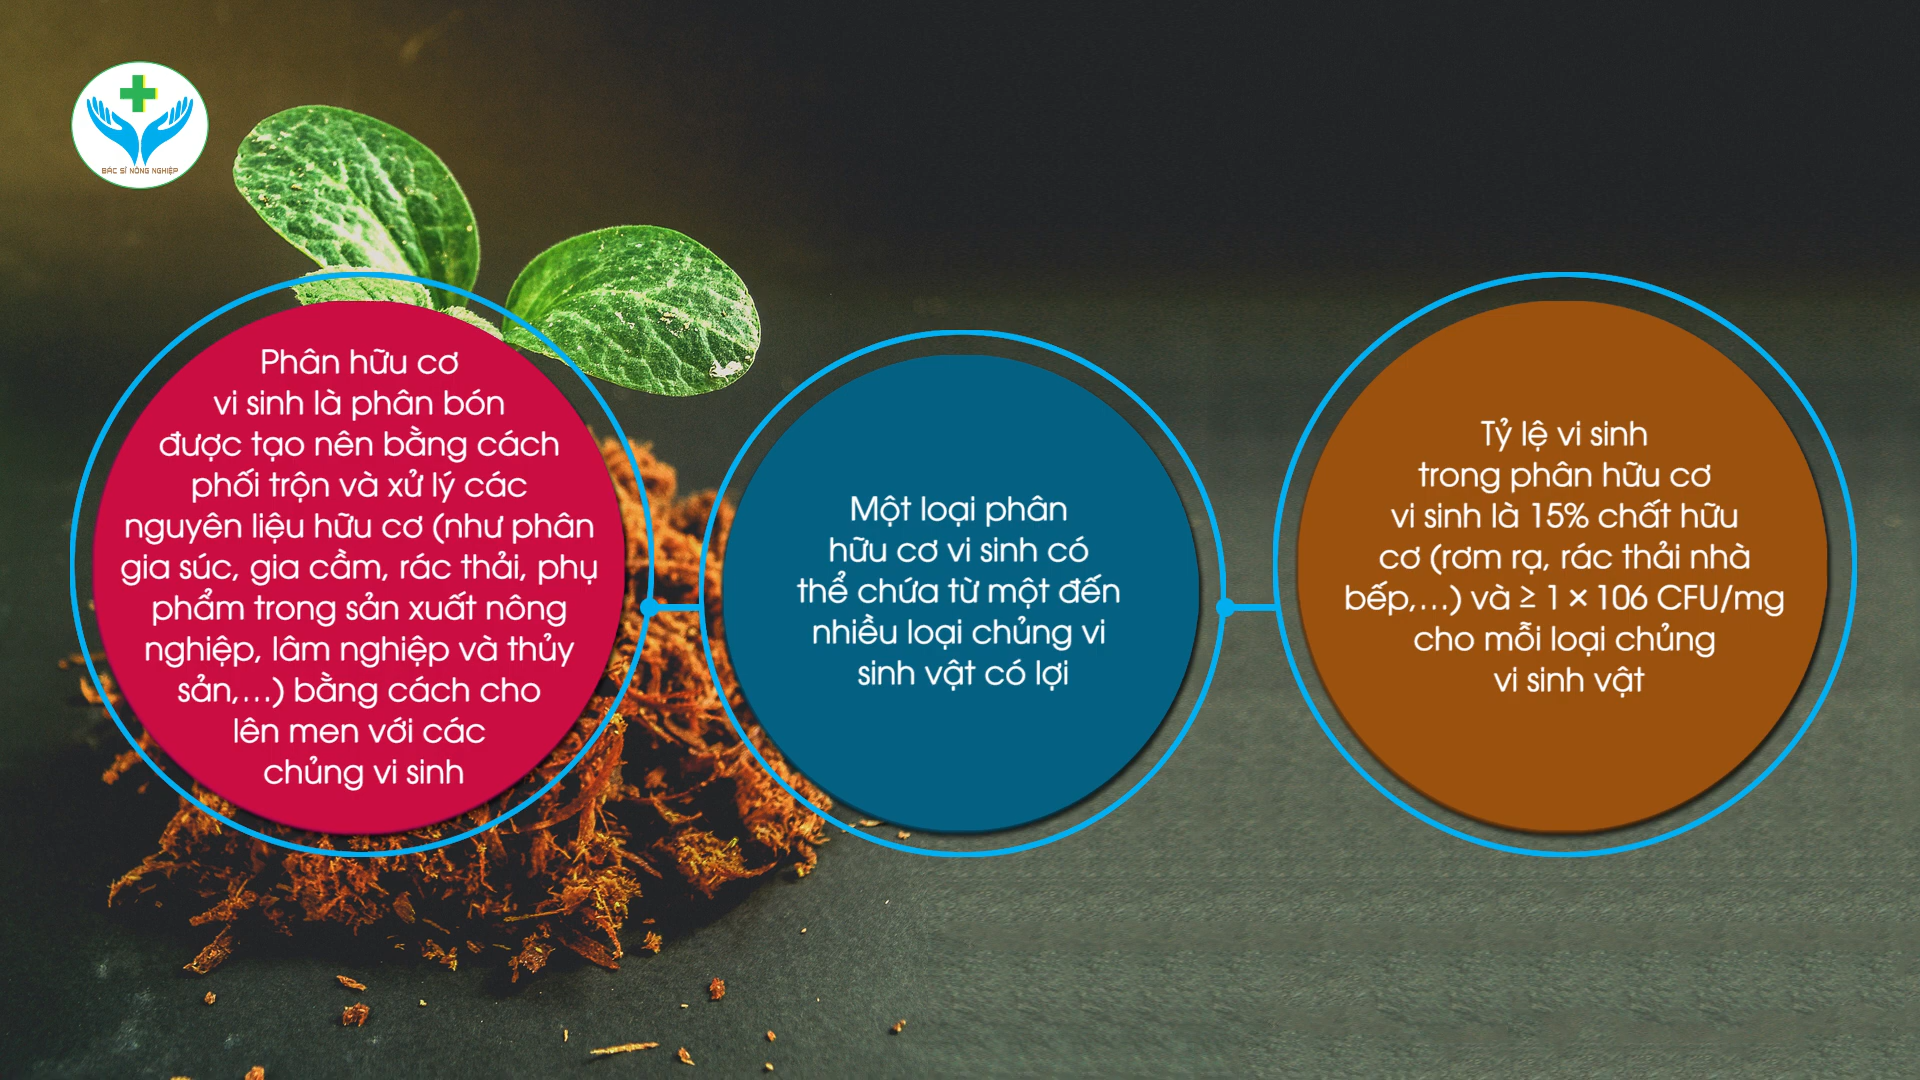 BÁC SĨ NÔNG NGHIỆP
Phân hữu cơ
vi sinh là phân bón
được tạo nên bằng cách
phối trộn và xử lý các
nguyên liệu hữu cơ (như phân
gia súc, gia cầm, rác thải, phụ
phẩm trong sản xuất nông
nghiệp, lâm nghiệp và thủy
sản,...) bằng cách cho
lên men với các
chủng vi sinh
Một loại phân
hữu cơ vi sinh có
thể chứa từ một đến
nhiều loại chủng vi
sinh vật có lợi
Tỷ lệ vi sinh
trong phân hữu cơ
vi sinh là 15% chất hữu
cơ (rơm rạ, rác thải nhà
bếp,...) và ≥ 1 × 106 CFU/mg
cho mỗi loại chủng
vi sinh vật